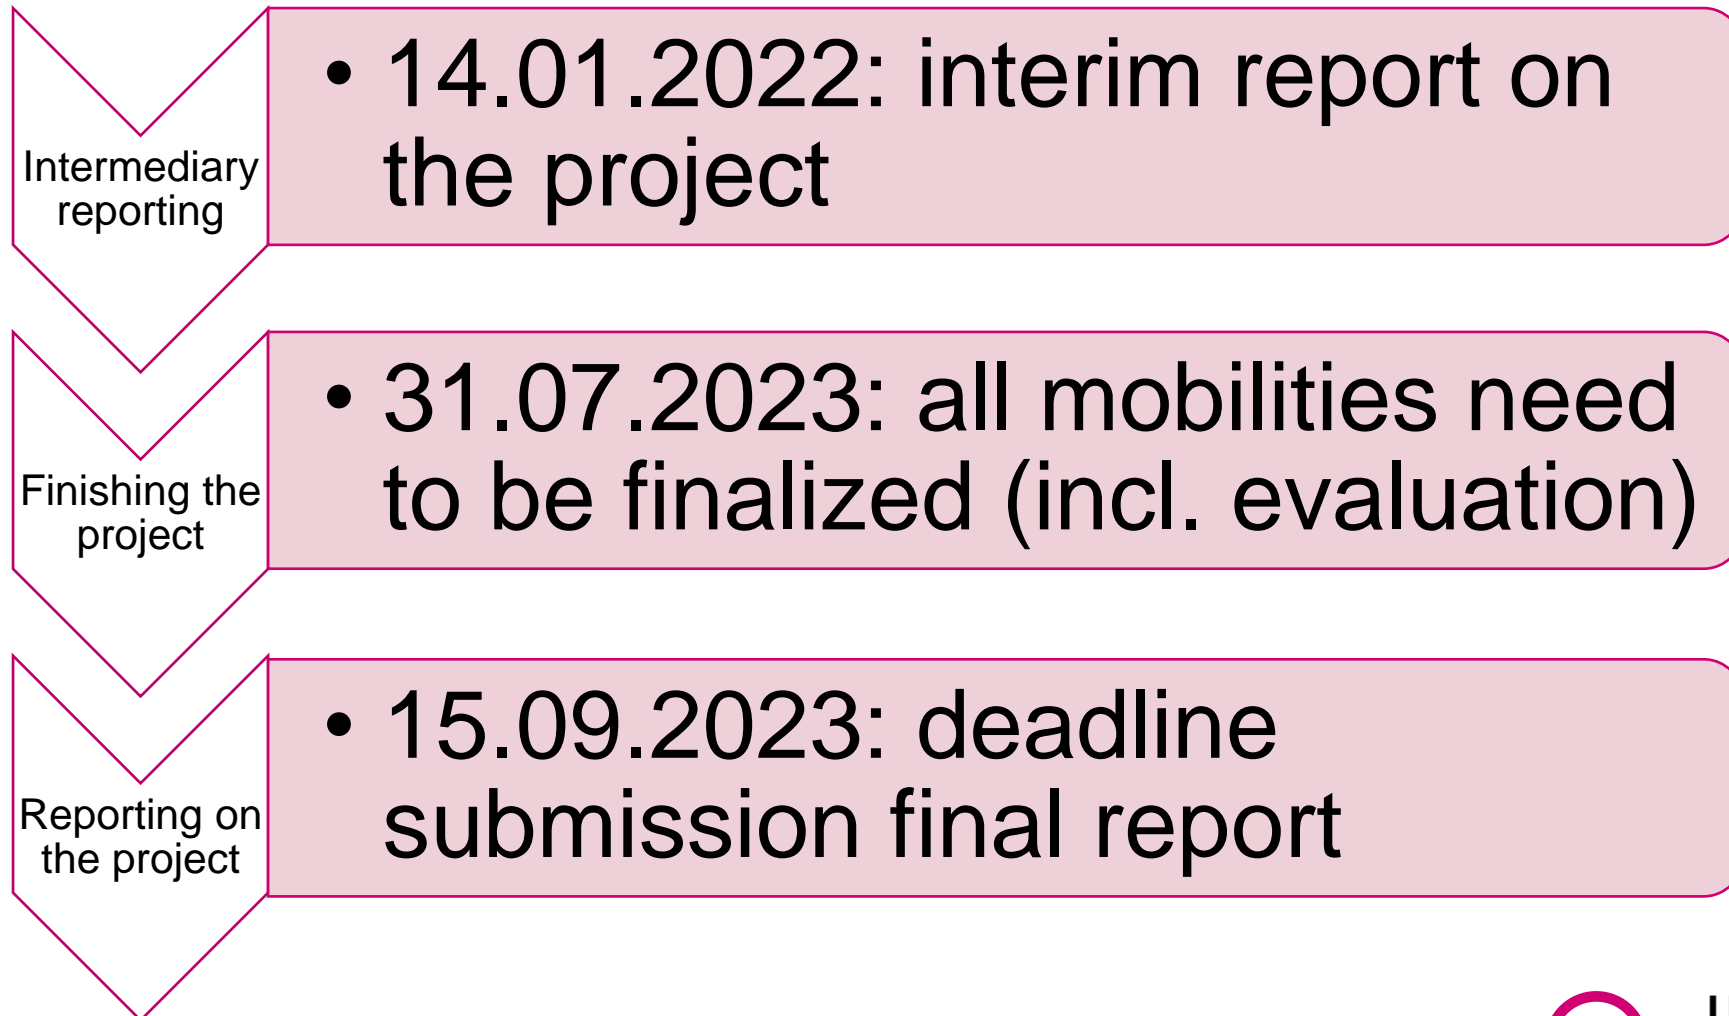 Intermediary
reporting
• 14.01.2022: interim report on
the project
Finishing the
project
• 31.07.2023: all mobilities need
to be finalized (incl. evaluation)
Reporting on
the project
• 15.09.2023: deadline
submission final report